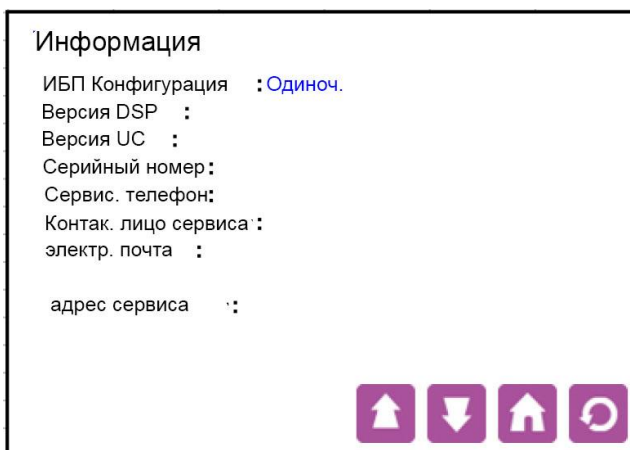 Информация
ИБП Конфигурация :Одиноч.
Версия DSP :
Версия UC :
Серийный номер:
Сервис. телефон:
Контак. лицо сервиса :
электр. почта :
адрес сервиса :